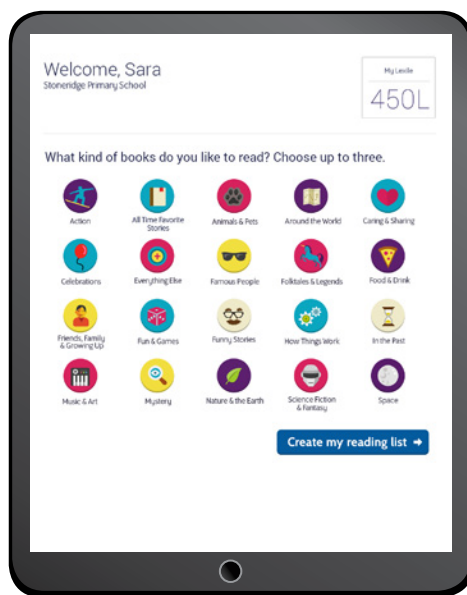 Welcome, Sara
Stoneridge Primary School
My Lexile
450L
What kind of books do you like to read? Choose up to three.
Action
All Time Favorite
Stories
Animals & Pets
Around the World
Caring & Sharing
Celebrations
Everything Else
Famous People
Folktales & Legends
Food & Drink
Friends, Family
& Growing Up
Fun & Games
Funny Stories
How Things Work
In the Past
Music & Art
Mystery
Nature & the Earth
Science Fiction
& Fantasy
Space
Create my reading list